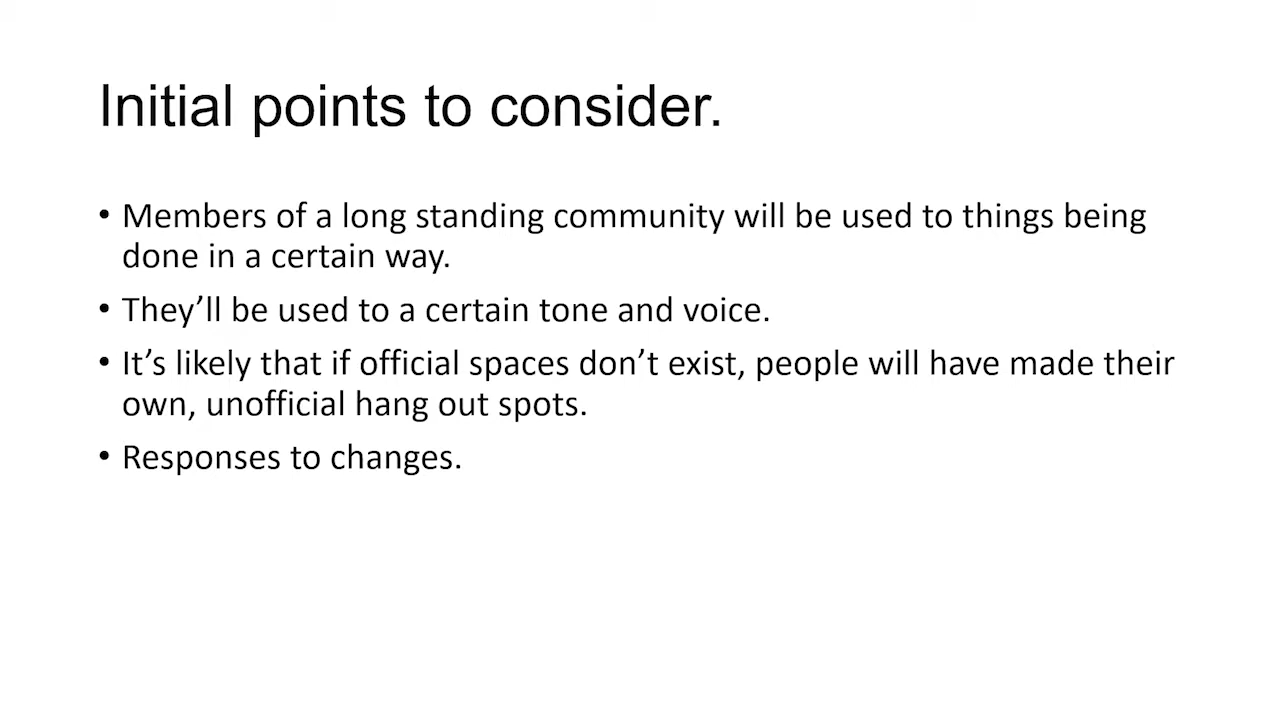 Initial points to consider.
• Members of a long standing community will be used to things being
done in a certain way.
• They’ll be used to a certain tone and voice.
• It’s likely that if official spaces don’t exist, people will have made their
own, unofficial hang out spots.
• Responses to changes.